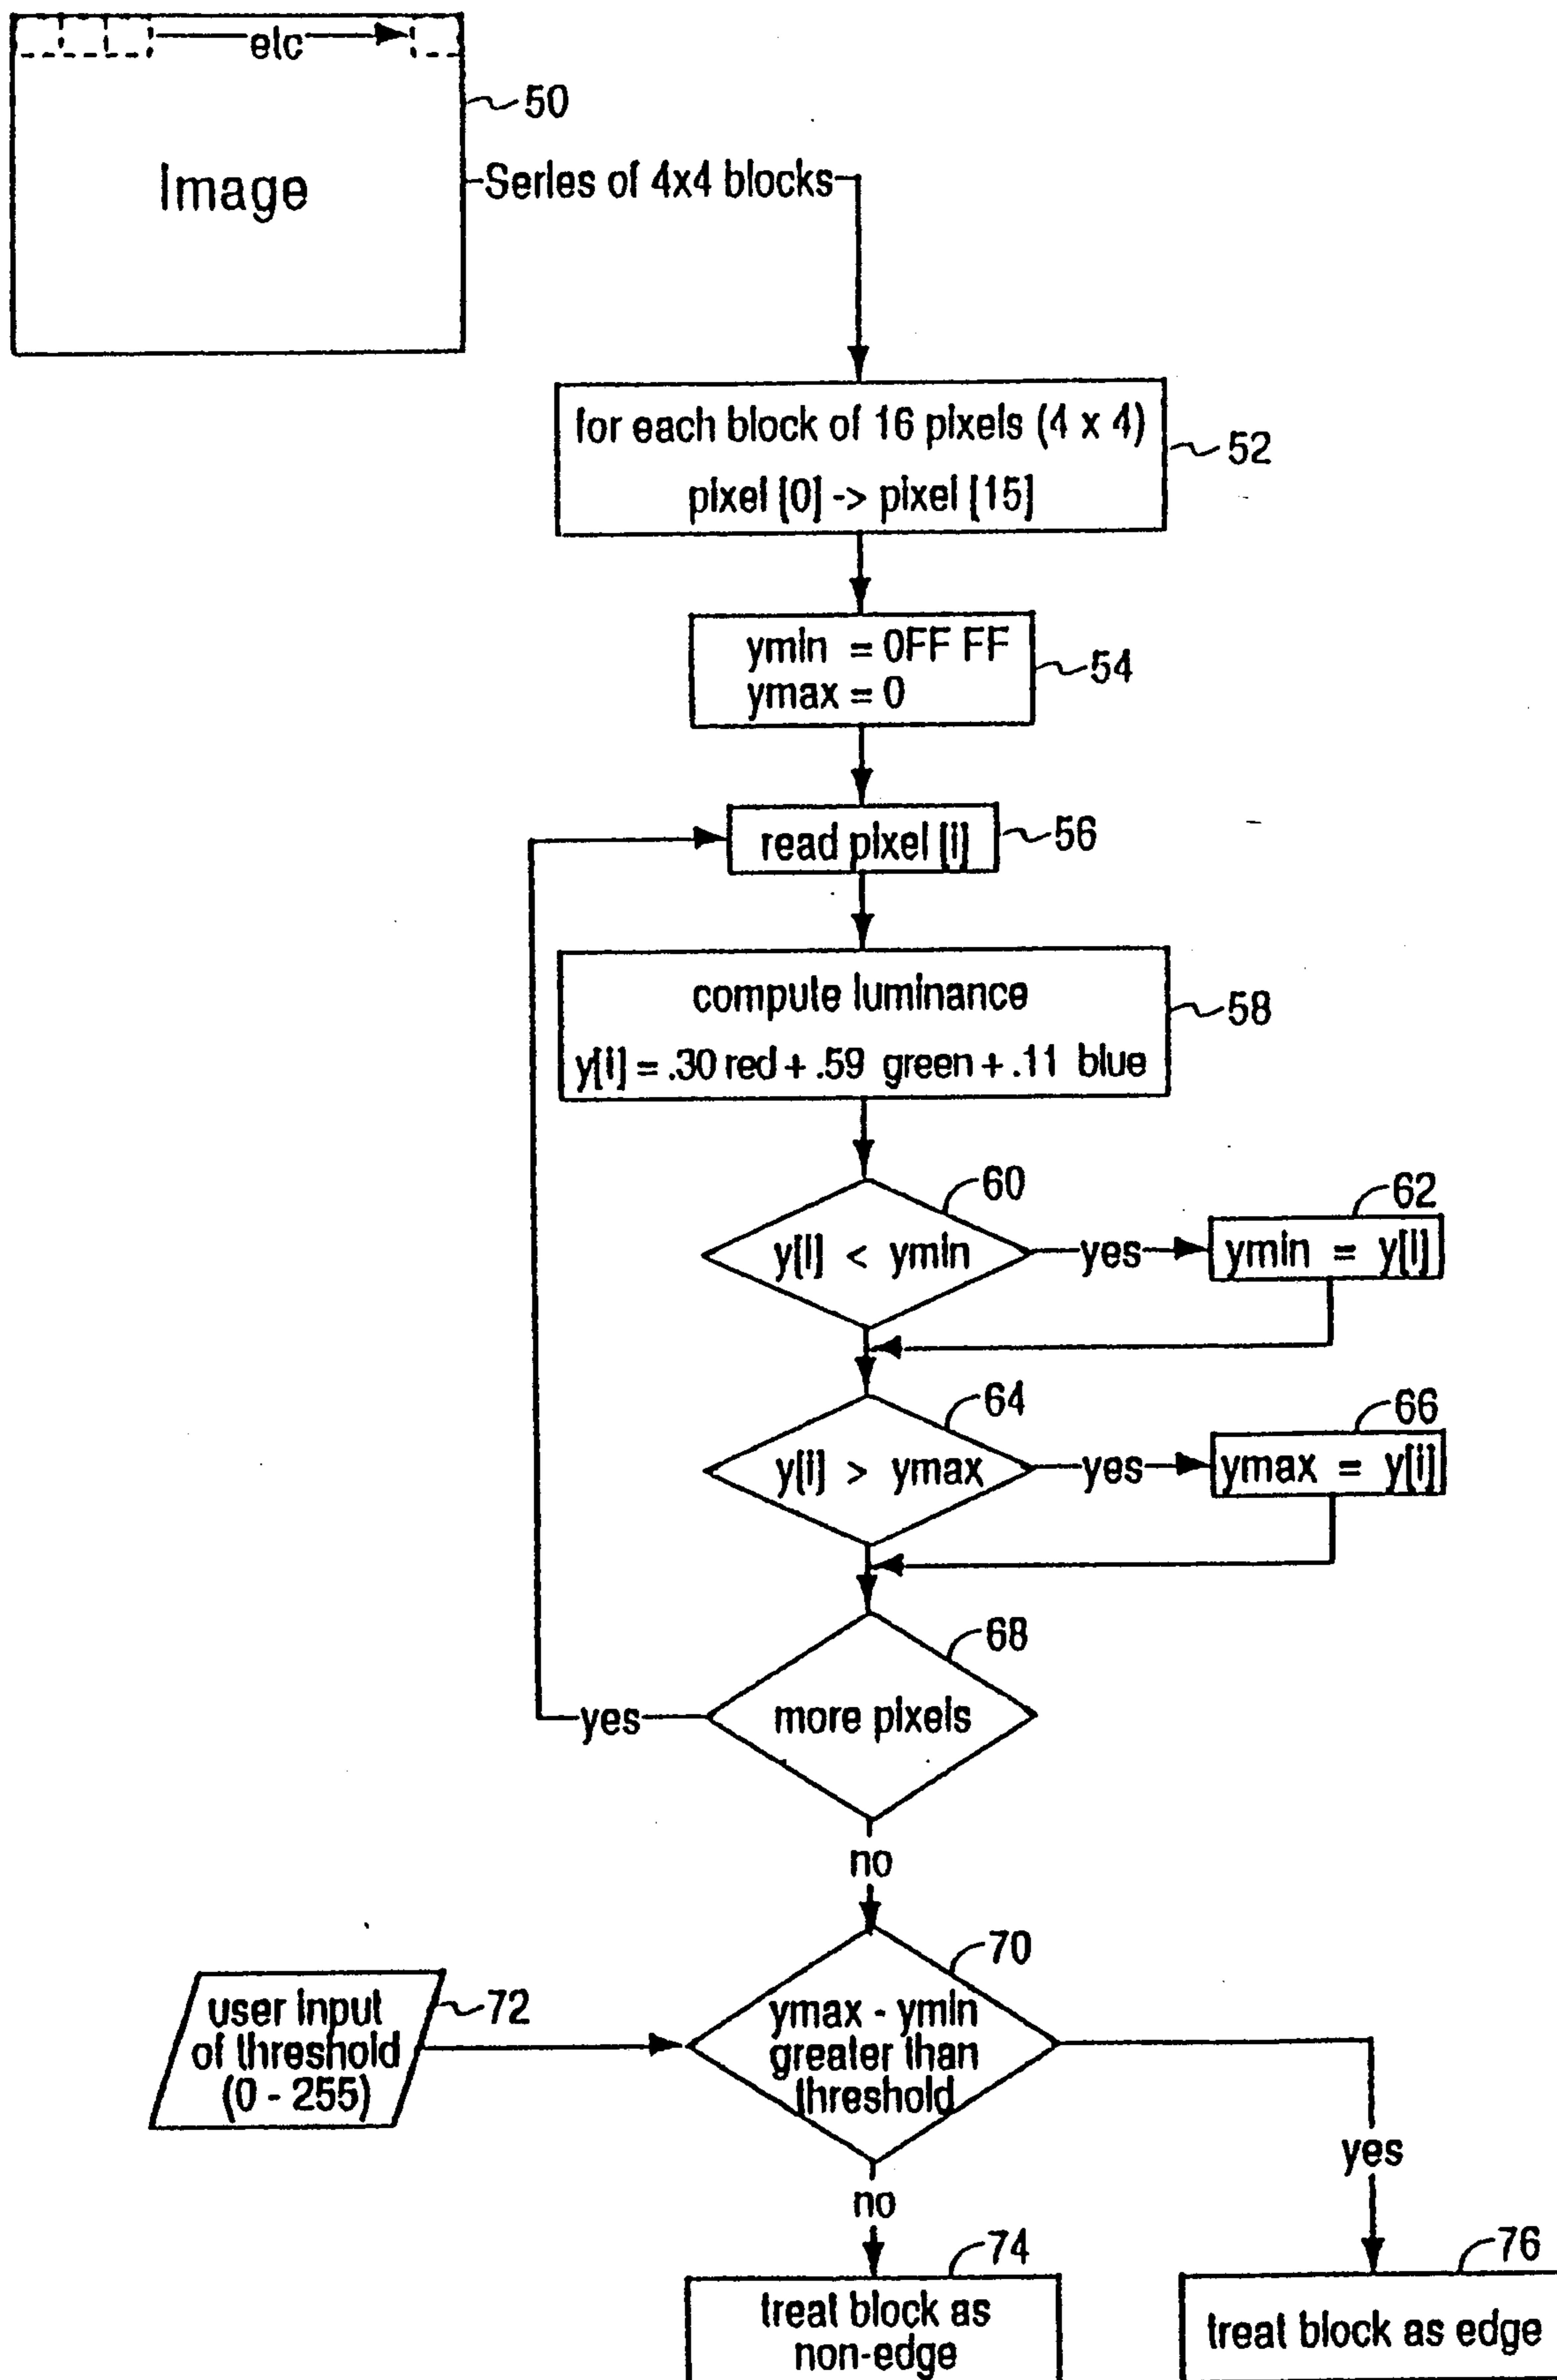 etc
50
Image
Series of 4x4 blocks
for each block of 16 pixels (4 x 4)
pixel [0] -> pixel [15]
52
ymin = 0FF FF
ymax = 0
54
read pixel [i]
56
compute luminance
y[i] = .30 red + .59 green + .11 blue
58
60
y[i] < ymin
yes
62
ymin = y[i]
64
y[i] > ymax
yes
66
ymax = y[i]
68
more pixels
yes
no
70
ymax - ymin
greater than
threshold
user input
of threshold
(0 - 255)
72
yes
no
74
treat block as
non-edge
76
treat block as edge